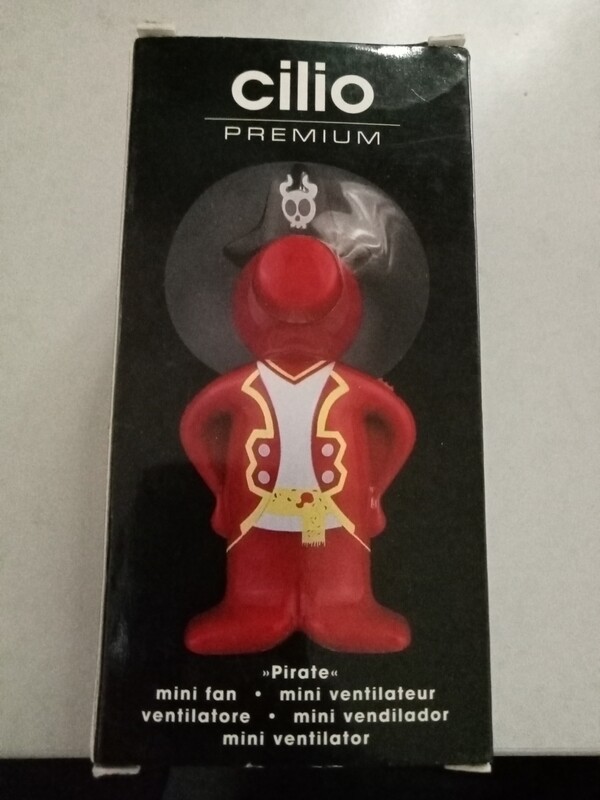 cilio
PREMIUM
»Pirate«
mini fan • mini ventilateur
ventilatore • mini vendilador
mini ventilator